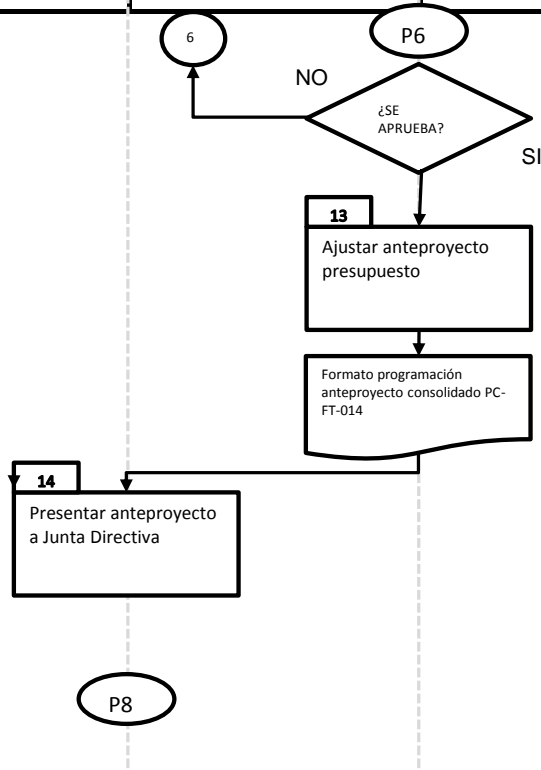 6
P6
NO
¿SE
APRUEBA?
SI
13
Ajustar anteproyecto
presupuesto
Formato programación
anteproyecto consolidado PC-
FT-014
14
Presentar anteproyecto
a Junta Directiva
P8